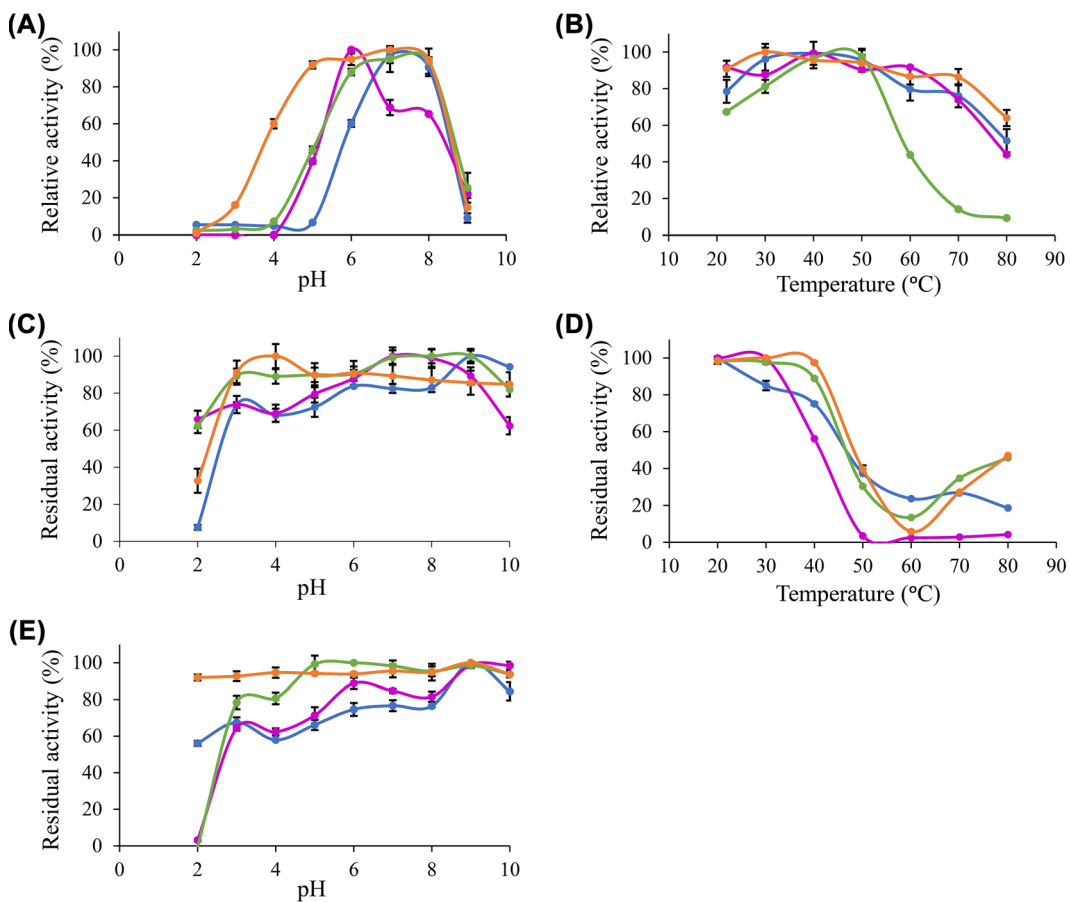 (A)
Relative activity (%)
100
80
60
40
20
0
0 2 4 6 8 10
pH
(B)
Relative activity (%)
100
80
60
40
20
0
10 20 30 40 50 60 70 80 90
Temperature (°C)
(C)
Residual activity (%)
100
80
60
40
20
0
0 2 4 6 8 10
pH
(D)
Residual activity (%)
100
80
60
40
20
0
10 20 30 40 50 60 70 80 90
Temperature (°C)
(E)
Residual activity (%)
100
80
60
40
20
0
0 2 4 6 8 10
pH